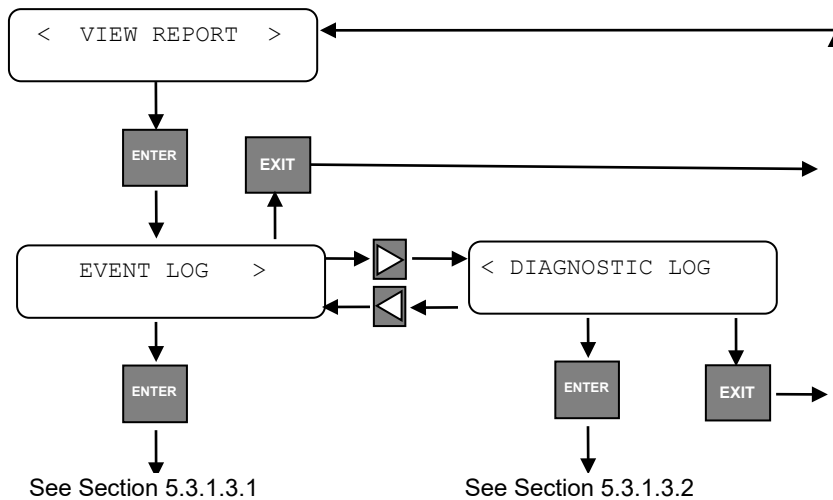 < VIEW REPORT >
ENTER
EXIT
EVENT LOG >
< DIAGNOSTIC LOG
ENTER
ENTER
EXIT
See Section 5.3.1.3.1
See Section 5.3.1.3.2